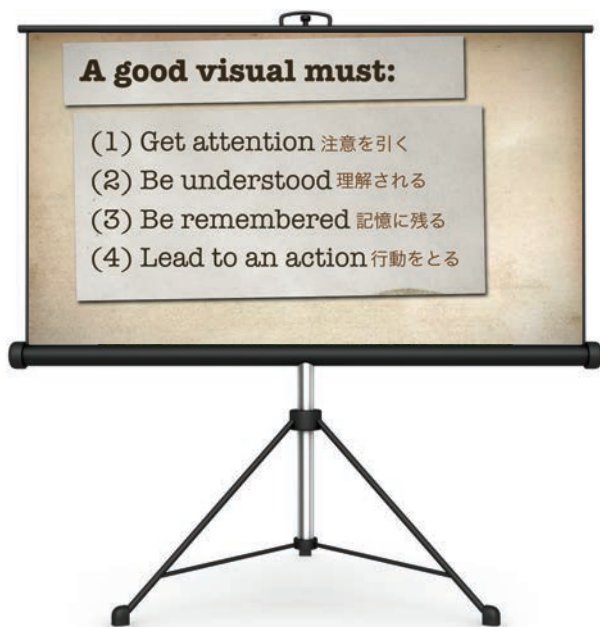 A good visual must:
(1) Get attention 注意を引く
(2) Be understood 理解される
(3) Be remembered 記憶に残る
(4) Lead to an action 行動をとる